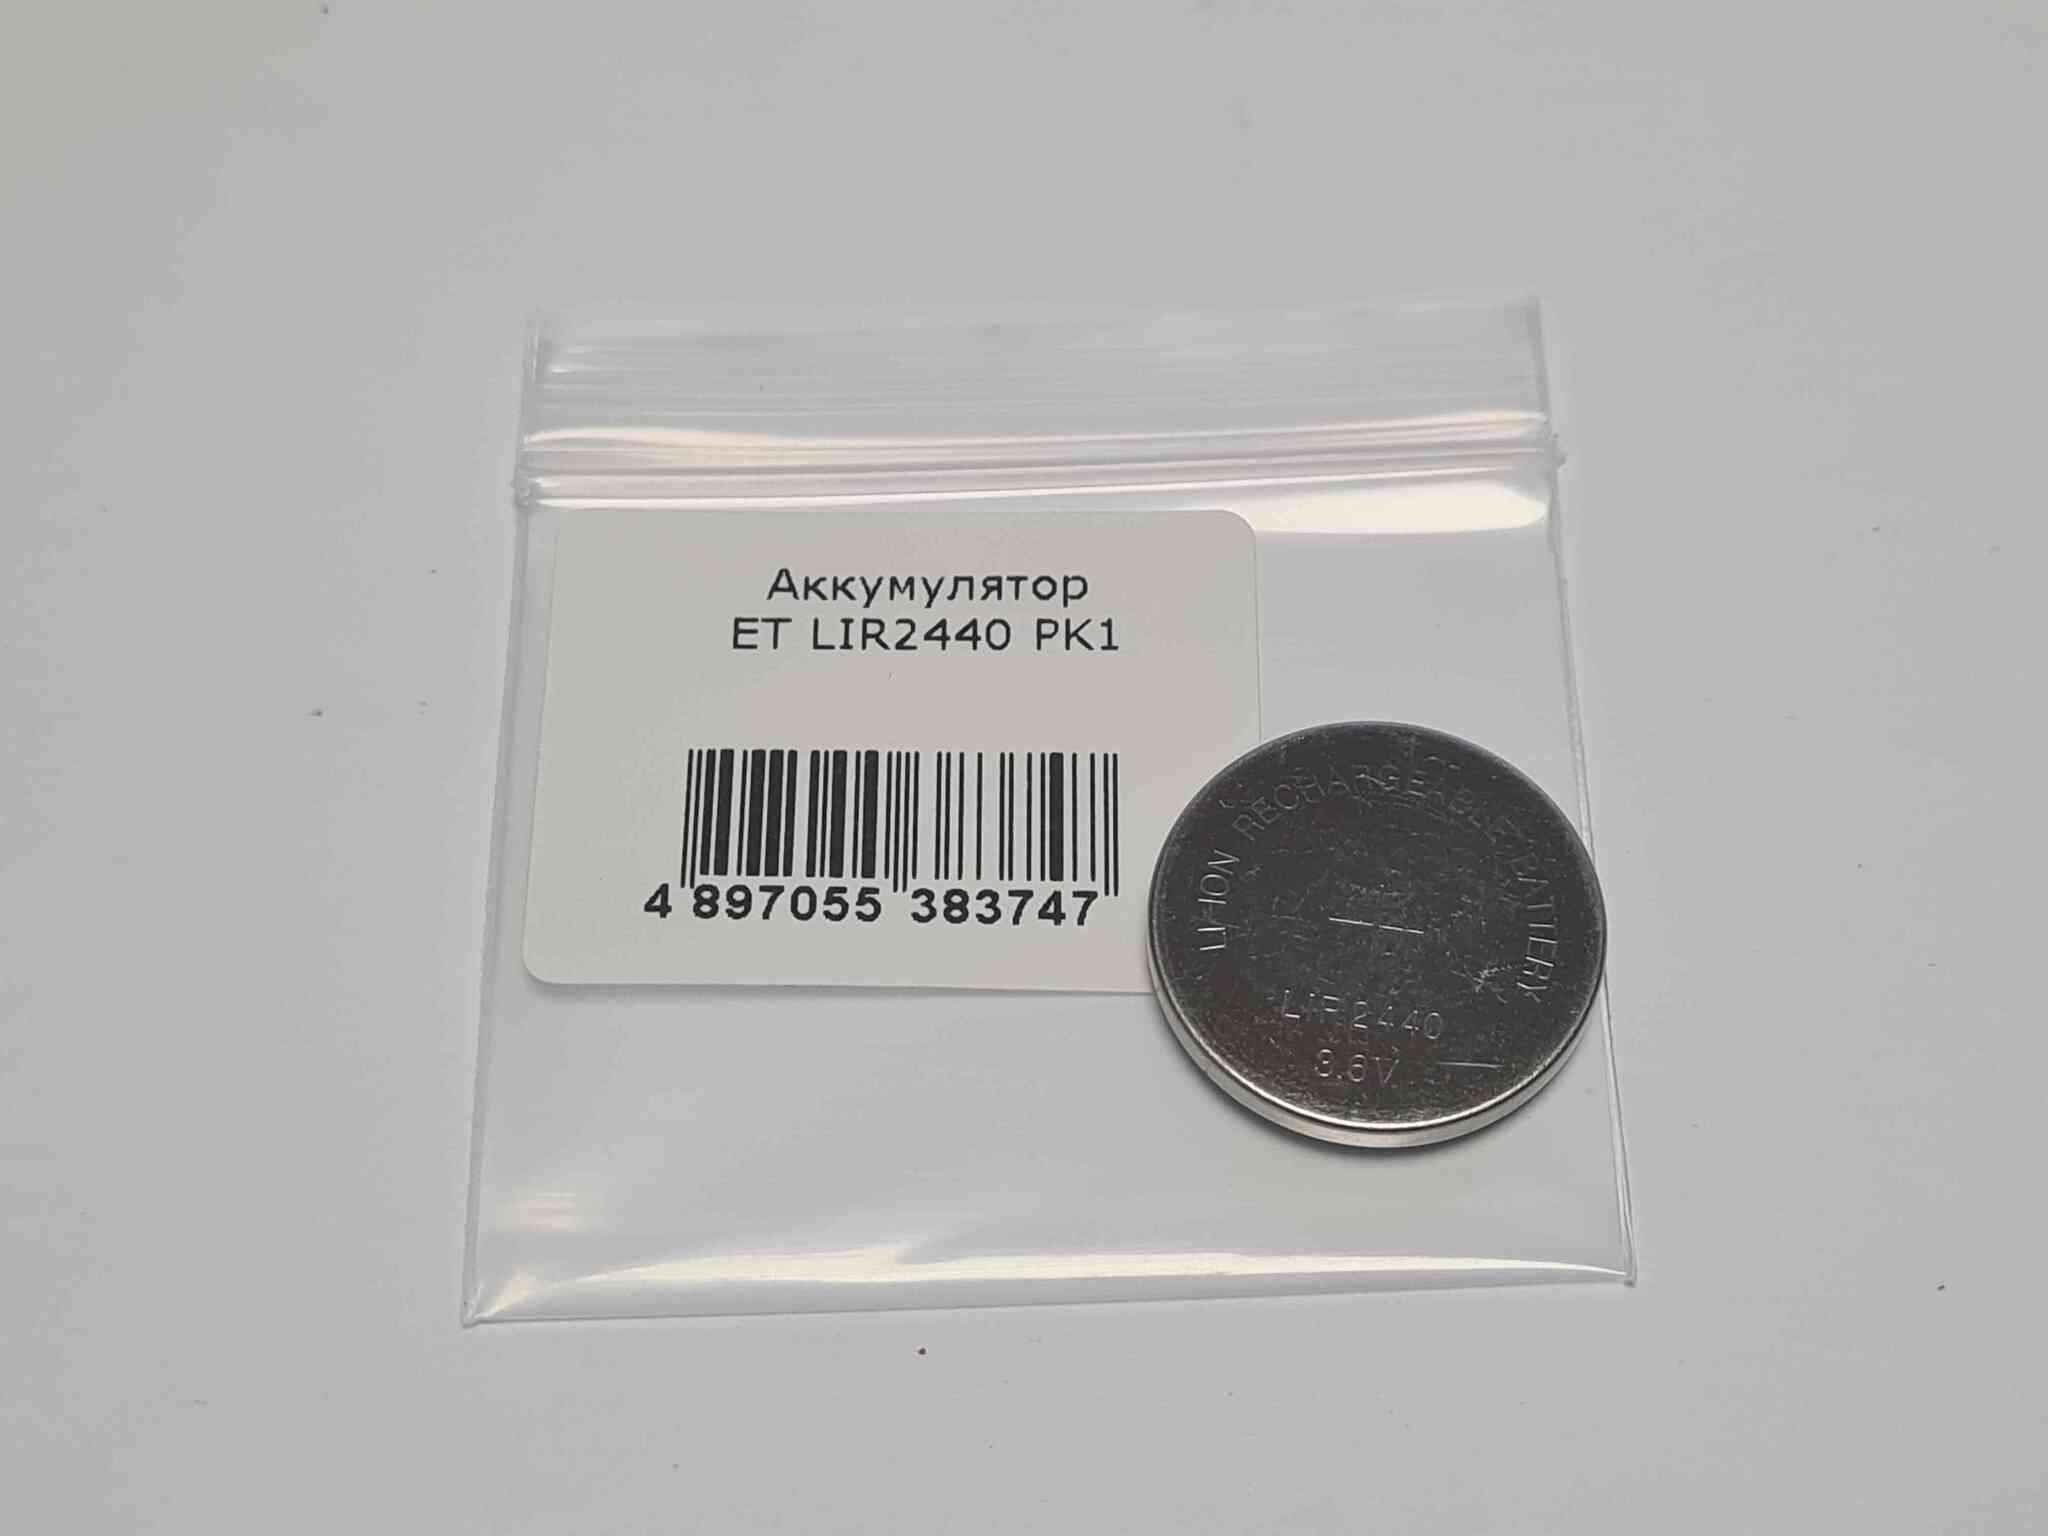 Аккумулятор
ET LIR2440 PK1
4 897055 383747
LI-ION RECHARGEABLE BATTERY
+
LIR2440
3.6V